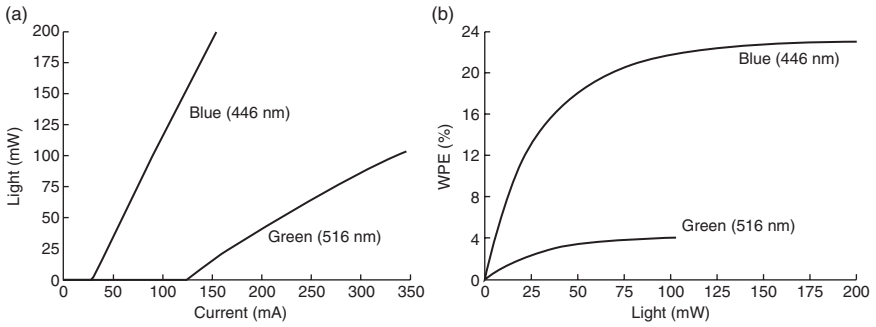 (a)
200
175
150
125
100
75
50
25
0
Light (mW)
Blue (446 nm)
Green (516 nm)
0 50 100 150 200 250 300 350
Current (mA)
(b)
24
20
16
12
8
4
0
WPE (%)
Blue (446 nm)
Green (516 nm)
0 25 50 75 100 125 150 175 200
Light (mW)